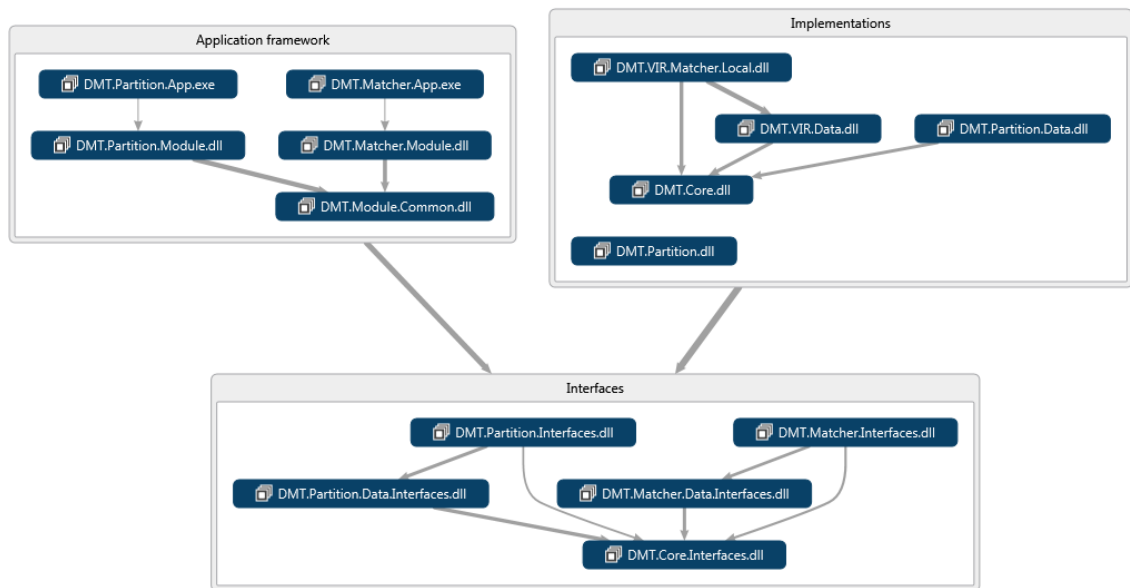 Application framework
DMT.Partition.App.exe
DMT.Matcher.App.exe
DMT.Partition.Module.dll
DMT.Matcher.Module.dll
DMT.Module.Common.dll
Implementations
DMT.VIR.Matcher.Local.dll
DMT.VIR.Data.dll
DMT.Partition.Data.dll
DMT.Core.dll
DMT.Partition.dll
Interfaces
DMT.Partition.Interfaces.dll
DMT.Matcher.Interfaces.dll
DMT.Partition.Data.Interfaces.dll
DMT.Matcher.Data.Interfaces.dll
DMT.Core.Interfaces.dll